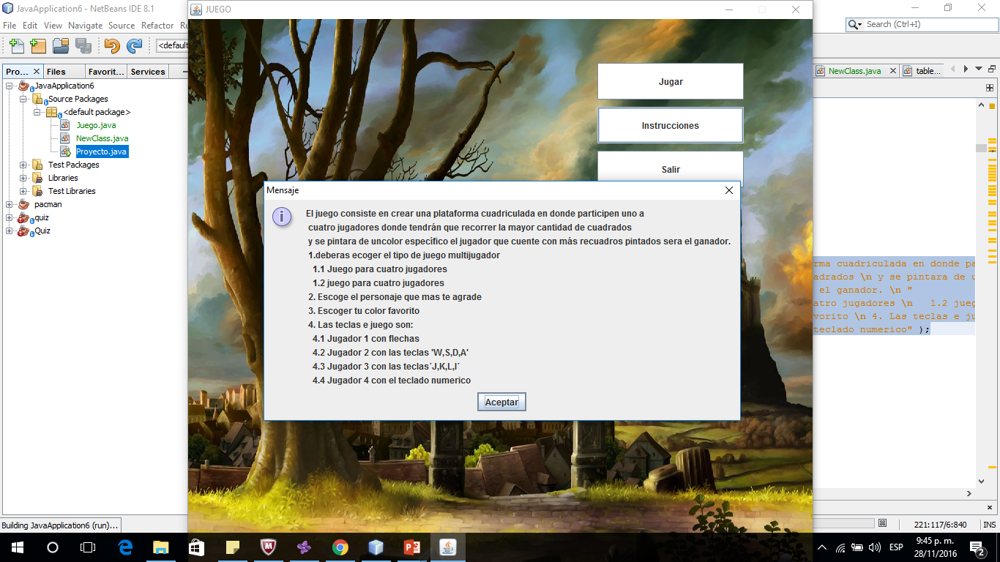 JavaApplication6 - NetBeans IDE 8.1
File Edit View Navigate Source Refactor
Search (Ctrl+I)
<default
Pro... Files Favorit... Services
JavaApplication6
Source Packages
<default package>
Juego.java
NewClass.java
Proyecto.java
Test Packages
Libraries
Test Libraries
pacman
quiz
Quiz
Building JavaApplication6 (run)...
JUEGO
Jugar
Instrucciones
Salir
Mensaje
El juego consiste en crear una plataforma cuadriculada en donde participen uno a
cuatro jugadores donde tendrán que recorrer la mayor cantidad de cuadrados
y se pintara de uncolor específico el jugador que cuente con más recuadros pintados sera el ganador.
1.deberas ecoger el tipo de juego multijugador
1.1 Juego para cuatro jugadores
1.2 juego para cuatro jugadores
2. Escoge el personaje que mas te agrade
3. Escoger tu color favorito
4. Las teclas e juego son:
4.1 Jugador 1 con flechas
4.2 Jugador 2 con las teclas 'W,S,D,A'
4.3 Jugador 3 con las teclas´J,K,L,I´
4.4 Jugador 4 con el teclado numerico
Aceptar
NewClass.java table...
rma cuadriculada en donde pa
adrados \n y se pintara de u
el ganador. \n "
atro jugadores \n 1.2 jueg
vorito \n 4. Las teclas e ju
teclado numerico" );
221:117/6:840 INS
ESP
9:45 p. m.
28/11/2016
2